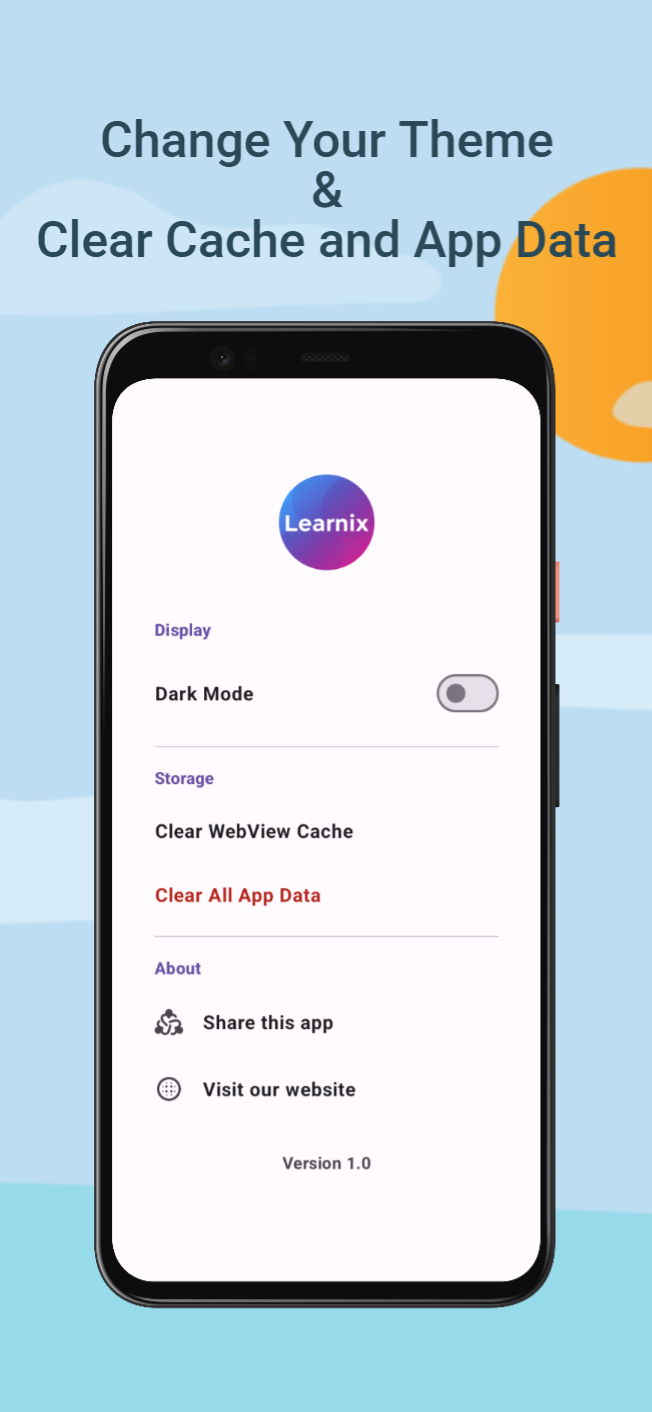 Change Your Theme
&
Clear Cache and App Data
Learnix
Display
Dark Mode
Storage
Clear WebView Cache
Clear All App Data
About
Share this app
Visit our website
Version 1.0